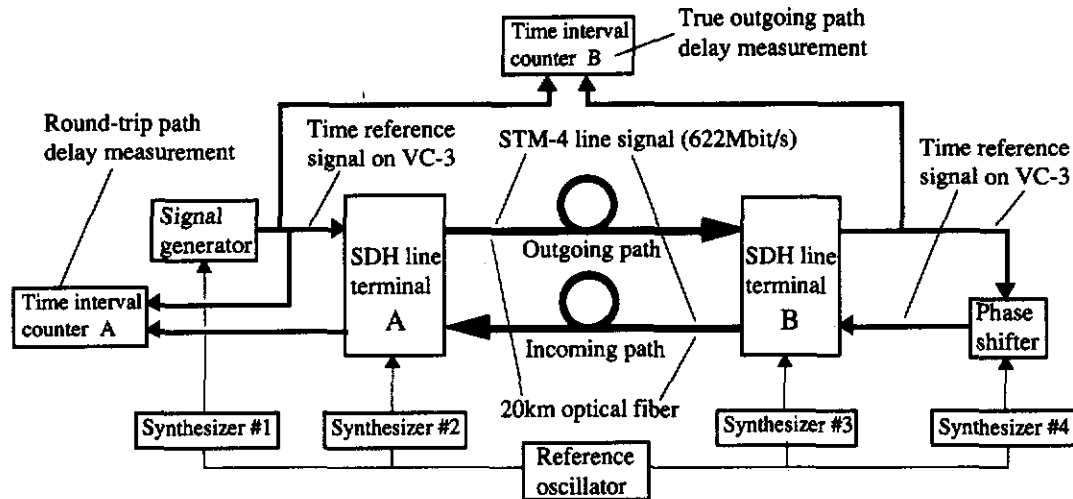 Time interval
counter B
True outgoing path
delay measurement
Round-trip path
delay measurement
Time reference
signal on VC-3
STM-4 line signal (622Mbit/s)
Time reference
signal on VC-3
Signal
generator
SDH line
terminal
A
Outgoing path
SDH line
terminal
B
Time interval
counter A
Incoming path
Phase
shifter
20km optical fiber
Synthesizer #1
Synthesizer #2
Synthesizer #3
Synthesizer #4
Reference
oscillator